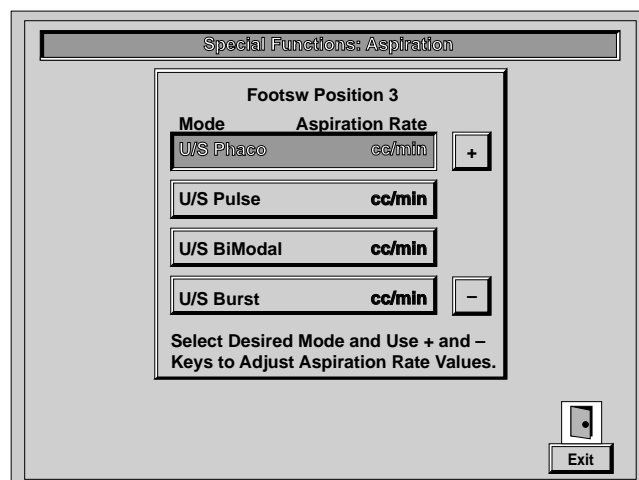 Special Functions: Aspiration
Footsw Position 3
Mode Aspiration Rate
U/S Phaco cc/min
+
U/S Pulse cc/min
U/S BiModal cc/min
U/S Burst cc/min
–
Select Desired Mode and Use + and –
Keys to Adjust Aspiration Rate Values.
Exit